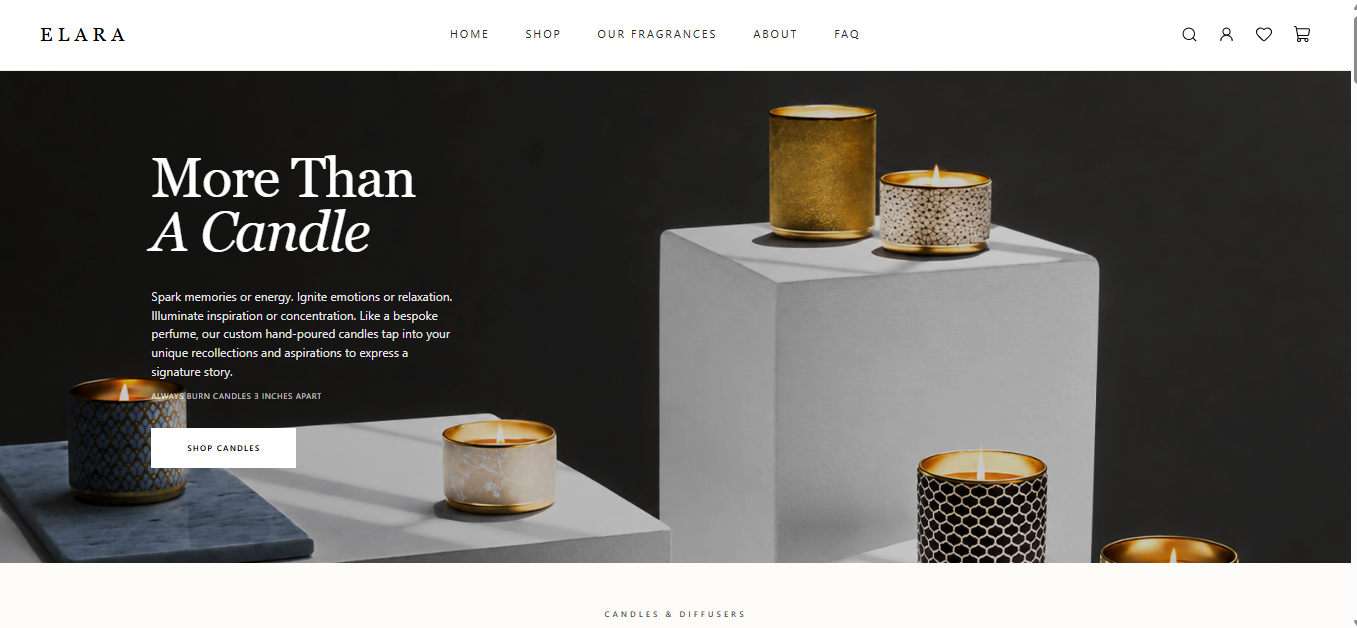 ELARA
HOME
SHOP
OUR FRAGRANCES
ABOUT
FAQ
More Than
A Candle
Spark memories or energy. Ignite emotions or relaxation.
Illuminate inspiration or concentration. Like a bespoke
perfume, our custom hand-poured candles tap into your
unique recollections and aspirations to express a
signature story.
ALWAYS BURN CANDLES 3 INCHES APART
SHOP CANDLES
CANDLES & DIFFUSERS